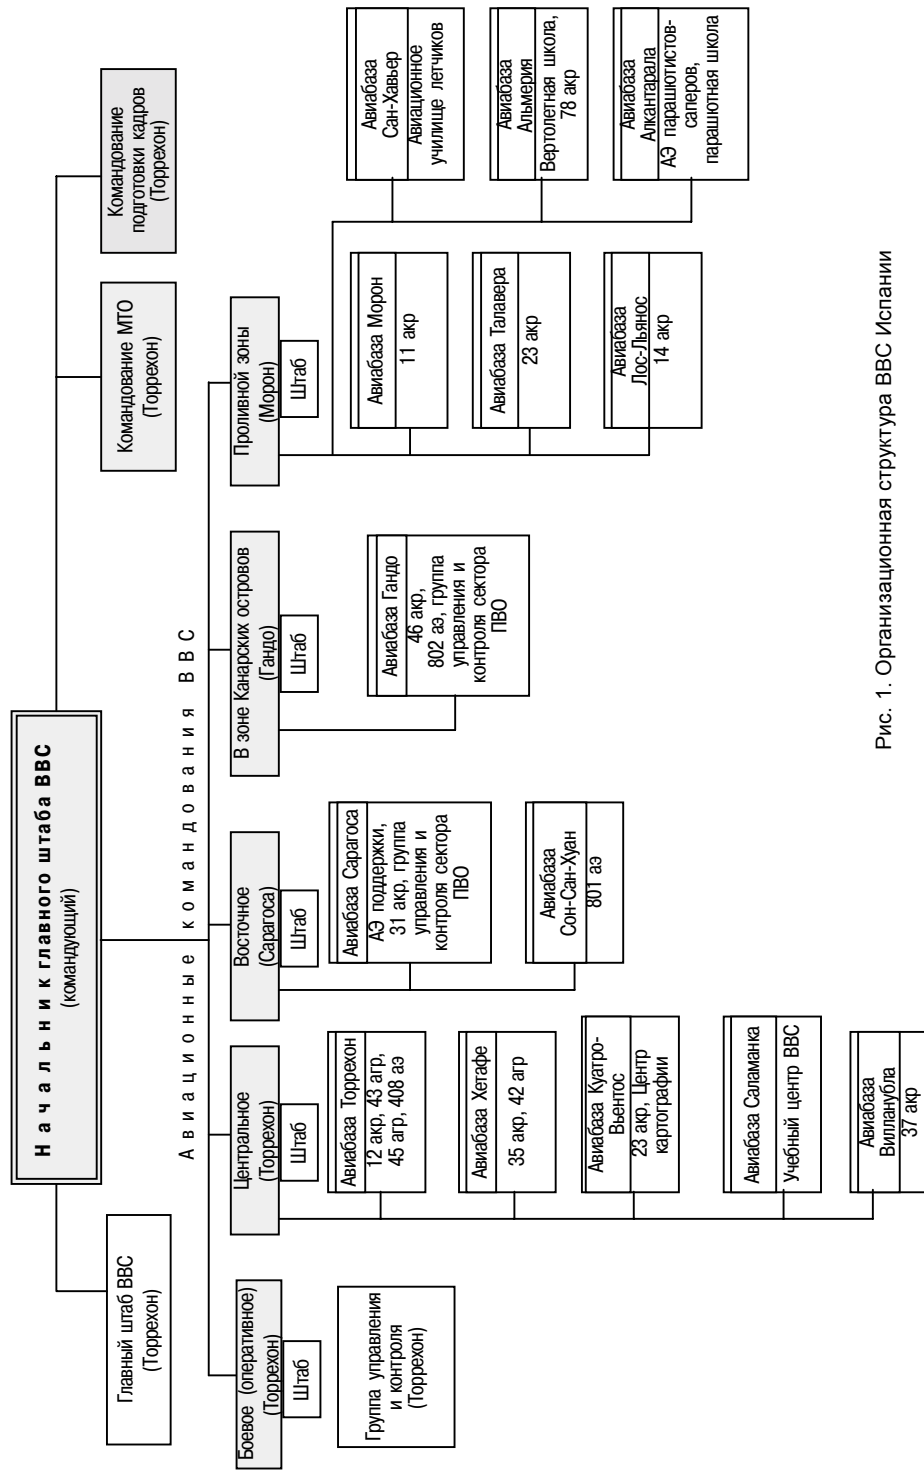 Начальник главного штаба ВВС
(командующий)
Главный штаб ВВС
(Торрехон)
Командование МТО
(Торрехон)
Командование
подготовки кадров
(Торрехон)
Авиационные командования ВВС
Боевое (оперативное)
(Торрехон)
Штаб
Группа управления
и контроля
(Торрехон)
Центральное
(Торрехон)
Штаб
Авиабаза Торрехон
12 акр, 43 агр,
45 агр, 408 аэ
Авиабаза Хетафе
35 акр, 42 агр
Авиабаза Куатро-
Вьентос
23 акр, Центр
картографии
Авиабаза Саламанка
Учебный центр ВВС
Авиабаза
Вилланубла
37 акр
Восточное
(Сарагоса)
Штаб
Авиабаза Сарагоса
АЭ поддержки,
31 акр, группа
управления и
контроля сектора
ПВО
Авиабаза
Сон-Сан-Хуан
801 аэ
В зоне Канарских островов
(Гандо)
Штаб
Авиабаза Гандо
46 акр,
802 аэ, группа
управления и
контроля сектора
ПВО
Проливной зоны
(Морон)
Штаб
Авиабаза Морон
11 акр
Авиабаза Талавера
23 акр
Авиабаза
Лос-Льянос
14 акр
Авиабаза
Сан-Хавьер
Авиационное
училище летчиков
Авиабаза
Альмерия
Вертолетная школа,
78 акр
Авиабаза
Алкантарала
АЭ парашютистов-
саперов,
парашютная школа
Рис. 1. Организационная структура ВВС Испании